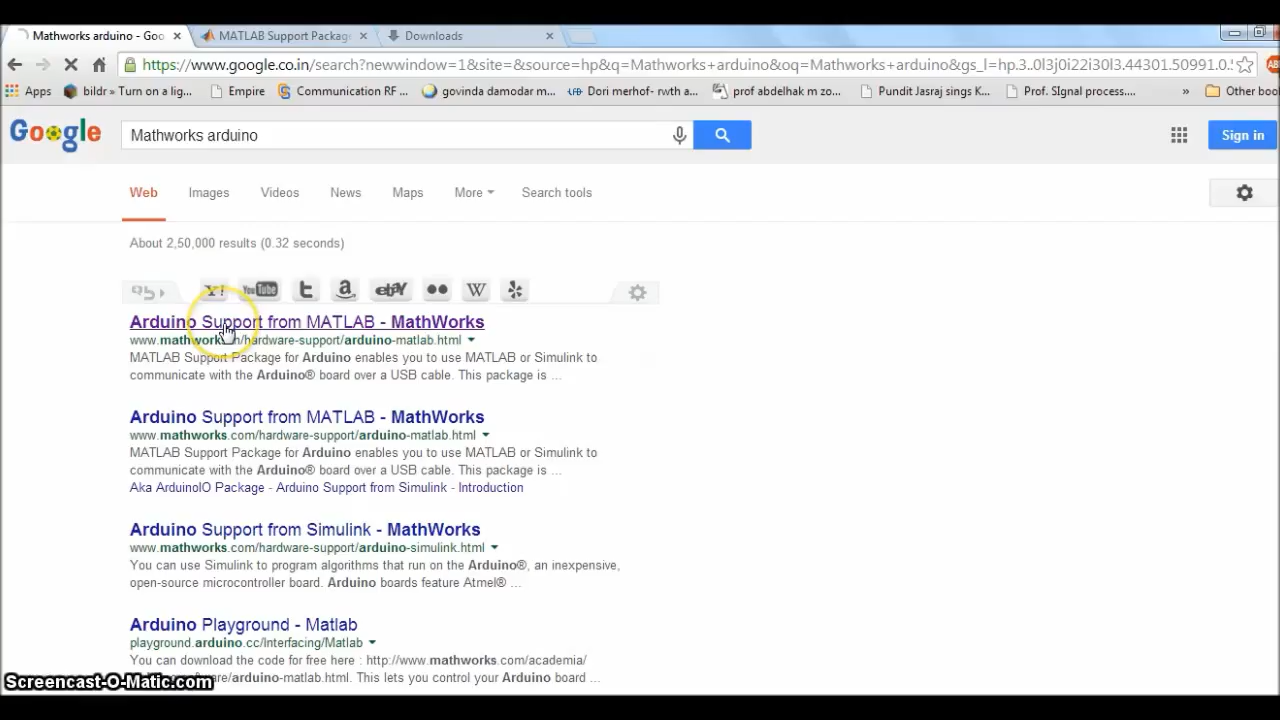 Mathworks arduino - Goo
MATLAB Support Package
Downloads
https://www.google.co.in/search?newwindow=1&site=&source=hp&q=Mathworks+arduino&oq=Mathworks+arduino&gs_l=hp.3..0l3j0i22i30l3.44301.50991.0.5
AB
Apps
bildr » Turn on a lig...
Empire
Communication RF ...
govinda damodar m...
Dori merhof- rwth a...
prof abdelhak m zo...
Pundit Jasraj sings K...
Prof. SIgnal process....
»
Other boo
Google
Mathworks arduino
Sign in
Web
Images
Videos
News
Maps
More
Search tools
About 2,50,000 results (0.32 seconds)
Y! YouTube t a ebay W
Arduino Support from MATLAB - MathWorks
/hardware-support/arduino-matlab.html
MATLAB Support Package for Arduino enables you to use MATLAB or Simulink to
communicate with the Arduino® board over a USB cable. This package is ...
Arduino Support from MATLAB - MathWorks
www.mathworks.com/hardware-support/arduino-matlab.html
MATLAB Support Package for Arduino enables you to use MATLAB or Simulink to
communicate with the Arduino® board over a USB cable. This package is ...
Aka ArduinoIO Package - Arduino Support from Simulink - Introduction
Arduino Support from Simulink - MathWorks
www.mathworks.com/hardware-support/arduino-simulink.html
You can use Simulink to program algorithms that run on the Arduino®, an inexpensive,
open-source microcontroller board. Arduino boards feature Atmel® ...
Arduino Playground - Matlab
playground.arduino.cc/Interfacing/Matlab
You can download the code for free here : http://www.mathworks.com/academia/
/arduino-matlab.html. This lets you control your Arduino board ...
Screencast-O-Matic.com